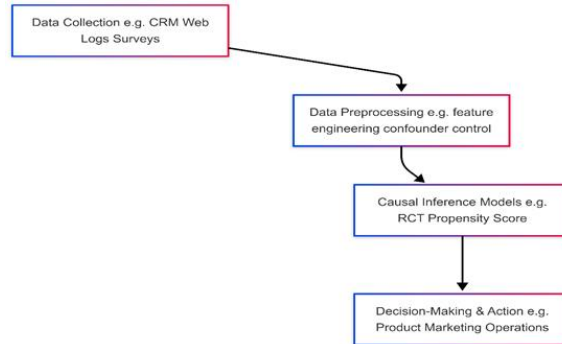 Data Collection e.g. CRM Web
Logs Surveys
Data Preprocessing e.g. feature
engineering confounder control
Causal Inference Models e.g.
RCT Propensity Score
Decision-Making & Action e.g.
Product Marketing Operations